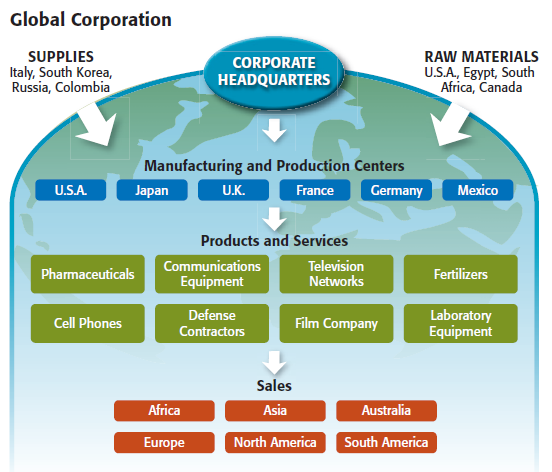 Global Corporation
SUPPLIES
Italy, South Korea,
Russia, Colombia
CORPORATE
HEADQUARTERS
RAW MATERIALS
U.S.A., Egypt, South
Africa, Canada
Manufacturing and Production Centers
U.S.A.
Japan
U.K.
France
Germany
Mexico
Products and Services
Pharmaceuticals
Communications
Equipment
Television
Networks
Fertilizers
Cell Phones
Defense
Contractors
Film Company
Laboratory
Equipment
Sales
Africa
Asia
Australia
Europe
North America
South America